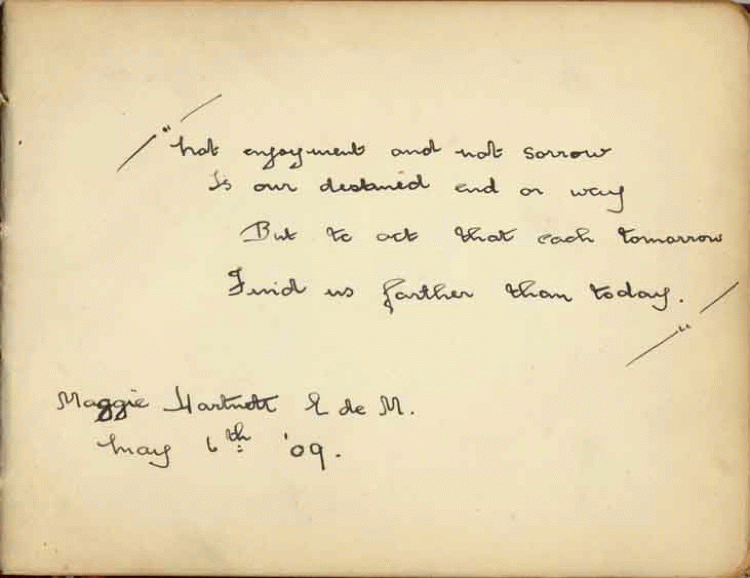 "Not enjoyment and not sorrow
Is our destined end or way
But to act that each tomorrow
Find us farther than today."
Maggie Hartnett E de M.
May 6th '09.